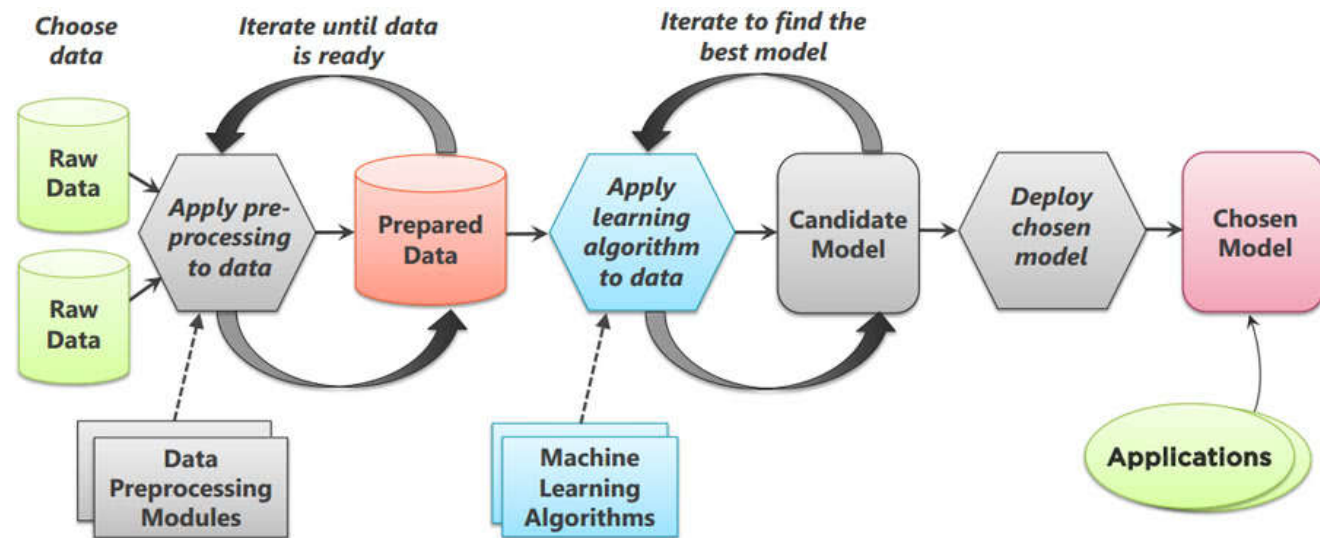 Choose
data
Iterate until data
is ready
Iterate to find the
best model
Raw
Data
Raw
Data
Apply pre-
processing
to data
Prepared
Data
Apply
learning
algorithm
to data
Candidate
Model
Deploy
chosen
model
Chosen
Model
Data
Preprocessing
Modules
Machine
Learning
Algorithms
Applications